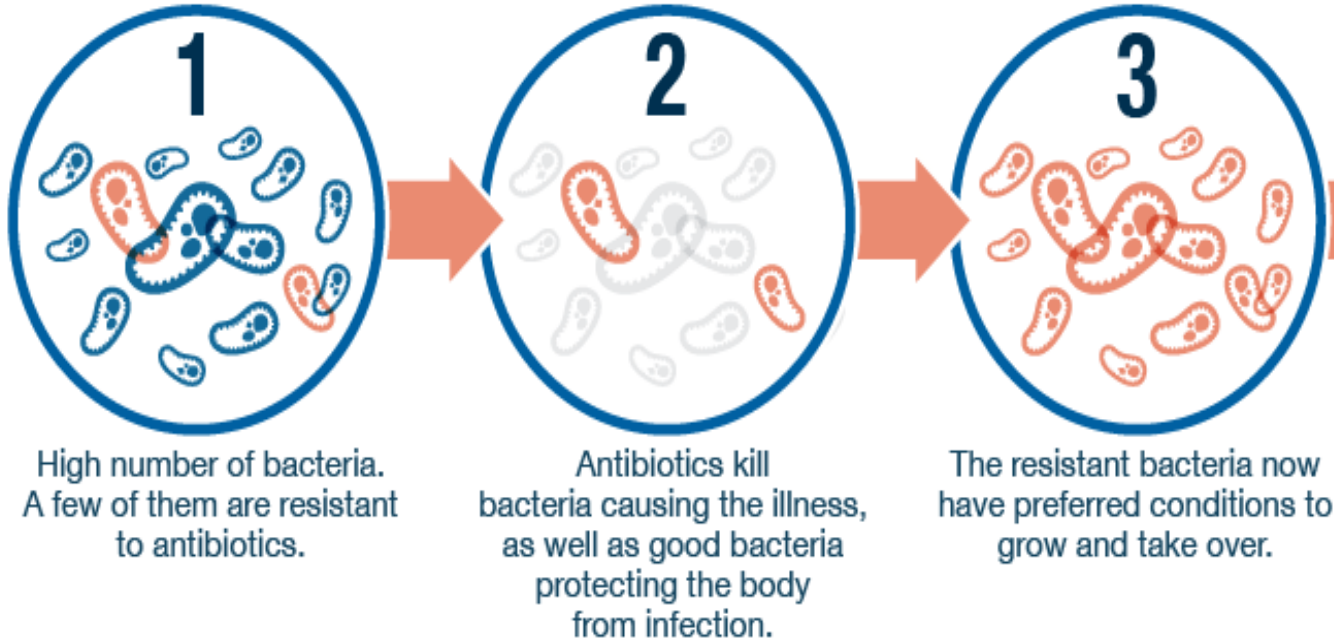 1
High number of bacteria.
A few of them are resistant
to antibiotics.
2
Antibiotics kill
bacteria causing the illness,
as well as good bacteria
protecting the body
from infection.
3
The resistant bacteria now
have preferred conditions to
grow and take over.